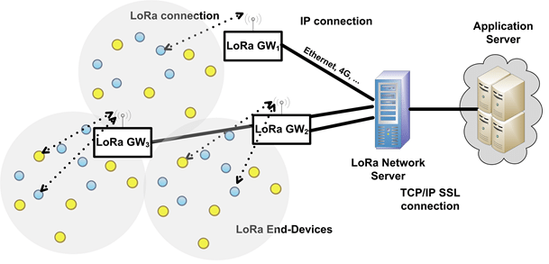 LoRa connection
IP connection
Application
Server
LoRa GW1
Ethernet, 4G, ...
LoRa GW3
LoRa GW2
LoRa Network
Server
TCP/IP SSL
connection
LoRa End-Devices